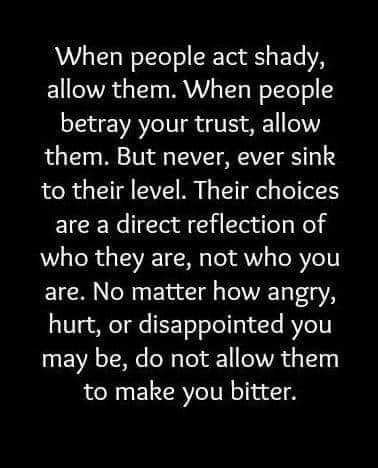 When people act shady,
allow them. When people
betray your trust, allow
them. But never, ever sink
to their level. Their choices
are a direct reflection of
who they are, not who you
are. No matter how angry,
hurt, or disappointed you
may be, do not allow them
to make you bitter.